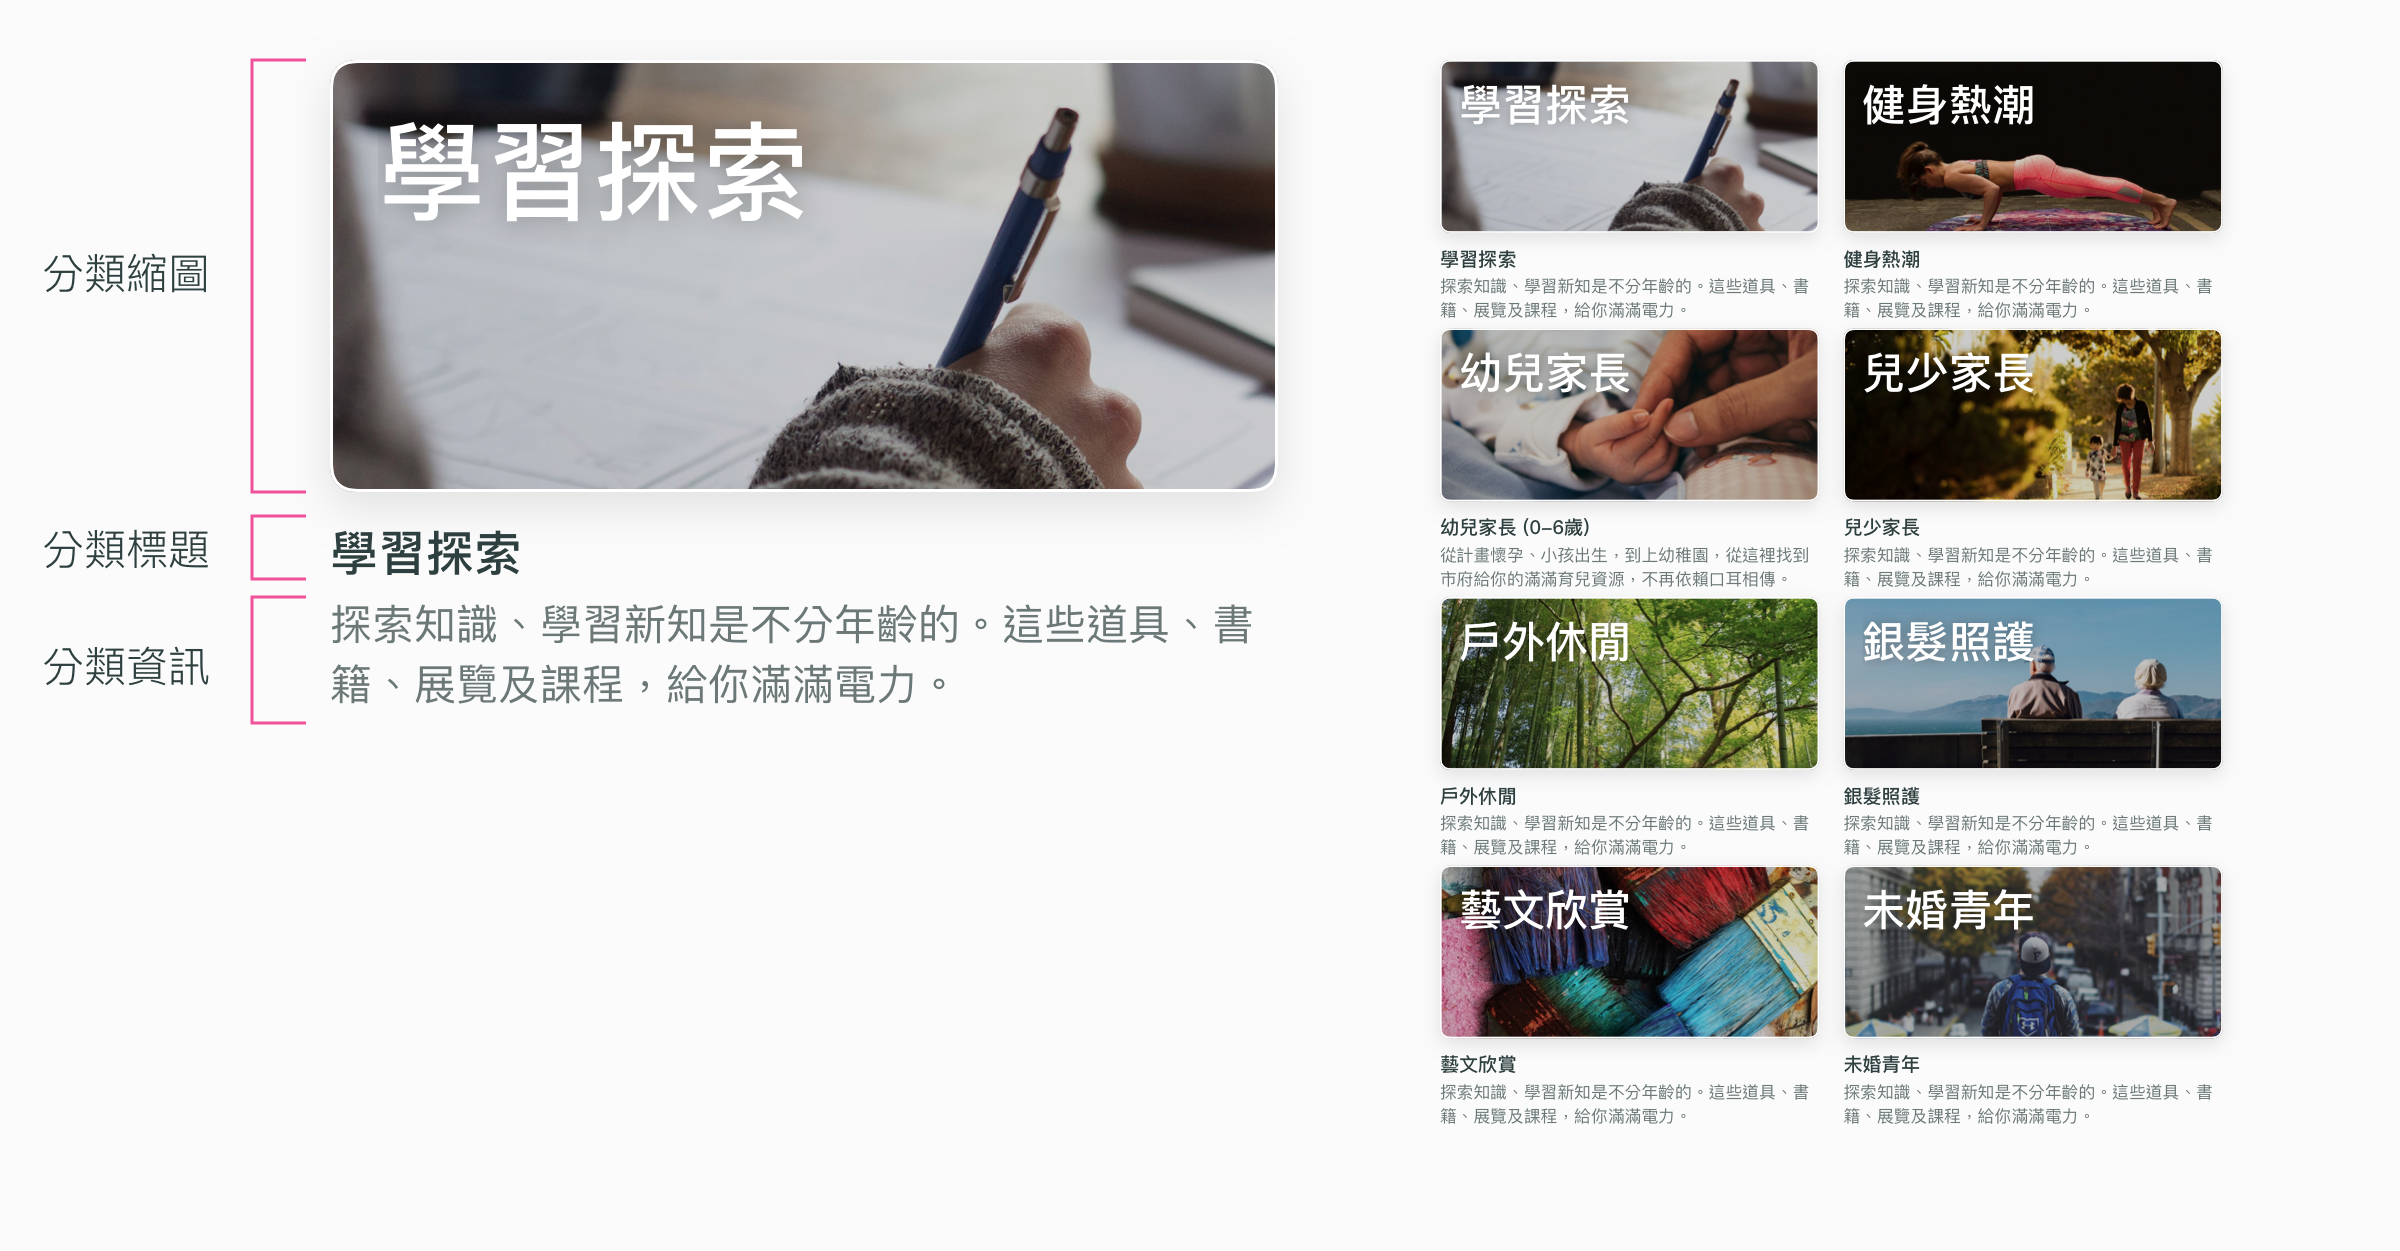 分類縮圖
學習探索
分類標題
學習探索
分類資訊
探索知識、學習新知是不分年齡的。這些道具、書
籍、展覽及課程，給你滿滿電力。
學習探索
學習探索
探索知識、學習新知是不分年齡的。這些道具、書
籍、展覽及課程，給你滿滿電力。
健身熱潮
健身熱潮
探索知識、學習新知是不分年齡的。這些道具、書
籍、展覽及課程，給你滿滿電力。
幼兒家長
幼兒家長 (0–6歲)
從計畫懷孕、小孩出生，到上幼稚園，從這裡找到
市府給你的滿滿育兒資源，不再依賴口耳相傳。
兒少家長
兒少家長
探索知識、學習新知是不分年齡的。這些道具、書
籍、展覽及課程，給你滿滿電力。
戶外休閒
戶外休閒
探索知識、學習新知是不分年齡的。這些道具、書
籍、展覽及課程，給你滿滿電力。
銀髮照護
銀髮照護
探索知識、學習新知是不分年齡的。這些道具、書
籍、展覽及課程，給你滿滿電力。
藝文欣賞
藝文欣賞
探索知識、學習新知是不分年齡的。這些道具、書
籍、展覽及課程，給你滿滿電力。
未婚青年
未婚青年
探索知識、學習新知是不分年齡的。這些道具、書
籍、展覽及課程，給你滿滿電力。